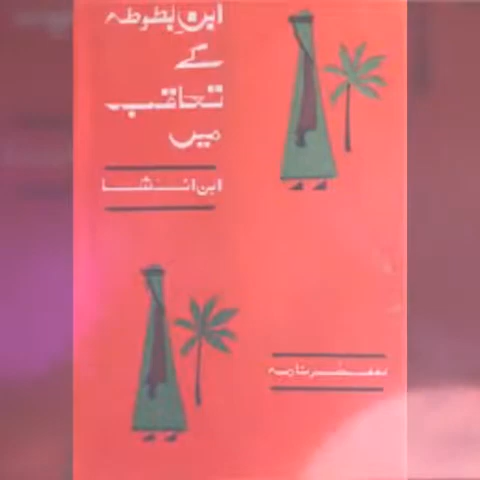 ابنِ بطوطہ
کے
تعاقب
میں
ابن انشا
سفرنامہ